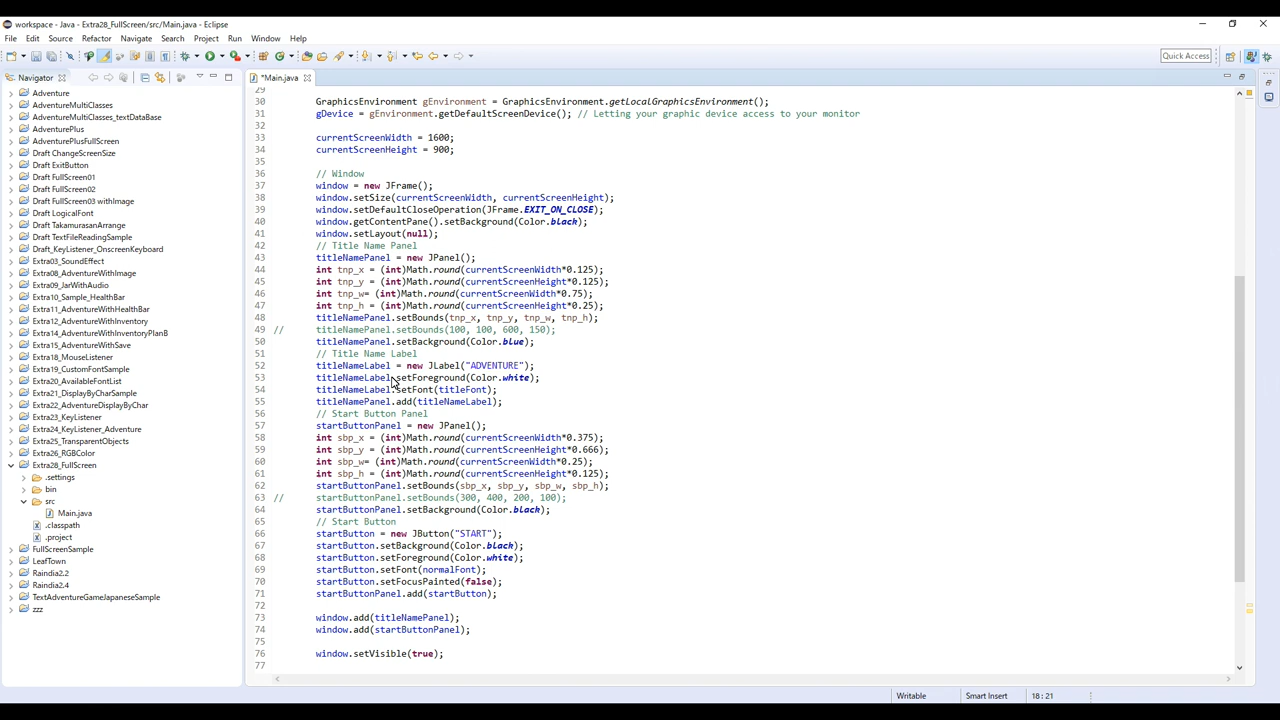 workspace - Java - Extra28_FullScreen/src/Main.java - Eclipse
File Edit Source Refactor Navigate Search Project Run Window Help
Quick Access
Navigator
Adventure
AdventureMultiClasses
AdventureMultiClasses_textDataBase
AdventurePlus
AdventurePlusFullScreen
Draft ChangeScreenSize
Draft ExitButton
Draft FullScreen01
Draft FullScreen02
Draft FullScreen03 withImage
Draft LogicalFont
Draft TakamurasanArrange
Draft TextFileReadingSample
Draft_KeyListener_OnscreenKeyboard
Extra03_SoundEffect
Extra08_AdventureWithImage
Extra09_JarWithAudio
Extra10_Sample_HealthBar
Extra11_AdventureWithHealthBar
Extra12_AdventureWithInventory
Extra14_AdventureWithInventoryPlanB
Extra15_AdventureWithSave
Extra18_MouseListener
Extra19_CustomFontSample
Extra20_AvailableFontList
Extra21_DisplayByCharSample
Extra22_AdventureDisplayByChar
Extra23_KeyListener
Extra24_KeyListener_Adventure
Extra25_TransparentObjects
Extra26_RGBColor
Extra28_FullScreen
.settings
bin
src
Main.java
.classpath
.project
FullScreenSample
LeafTown
Raindia2.2
Raindia2.4
TextAdventureGameJapaneseSample
zzz
*Main.java
29
30 GraphicsEnvironment gEnvironment = GraphicsEnvironment.getLocalGraphicsEnvironment();
31 gDevice = gEnvironment.getDefaultScreenDevice(); // Letting your graphic device access to your monitor
32
33 currentScreenWidth = 1600;
34 currentScreenHeight = 900;
35
36 // Window
37 window = new JFrame();
38 window.setSize(currentScreenWidth, currentScreenHeight);
39 window.setDefaultCloseOperation(JFrame.EXIT_ON_CLOSE);
40 window.getContentPane().setBackground(Color.black);
41 window.setLayout(null);
42 // Title Name Panel
43 titleNamePanel = new JPanel();
44 int tnp_x = (int)Math.round(currentScreenWidth*0.125);
45 int tnp_y = (int)Math.round(currentScreenHeight*0.125);
46 int tnp_w= (int)Math.round(currentScreenWidth*0.75);
47 int tnp_h = (int)Math.round(currentScreenHeight*0.25);
48 titleNamePanel.setBounds(tnp_x, tnp_y, tnp_w, tnp_h);
49 // titleNamePanel.setBounds(100, 100, 600, 150);
50 titleNamePanel.setBackground(Color.blue);
51 // Title Name Label
52 titleNameLabel = new JLabel("ADVENTURE");
53 titleNameLabel.setForeground(Color.white);
54 titleNameLabel.setFont(titleFont);
55 titleNamePanel.add(titleNameLabel);
56 // Start Button Panel
57 startButtonPanel = new JPanel();
58 int sbp_x = (int)Math.round(currentScreenWidth*0.375);
59 int sbp_y = (int)Math.round(currentScreenHeight*0.666);
60 int sbp_w= (int)Math.round(currentScreenWidth*0.25);
61 int sbp_h = (int)Math.round(currentScreenHeight*0.125);
62 startButtonPanel.setBounds(sbp_x, sbp_y, sbp_w, sbp_h);
63 // startButtonPanel.setBounds(300, 400, 200, 100);
64 startButtonPanel.setBackground(Color.black);
65 // Start Button
66 startButton = new JButton("START");
67 startButton.setBackground(Color.black);
68 startButton.setForeground(Color.white);
69 startButton.setFont(normalFont);
70 startButton.setFocusPainted(false);
71 startButtonPanel.add(startButton);
72
73 window.add(titleNamePanel);
74 window.add(startButtonPanel);
75
76 window.setVisible(true);
77
Writable Smart Insert 18 : 21